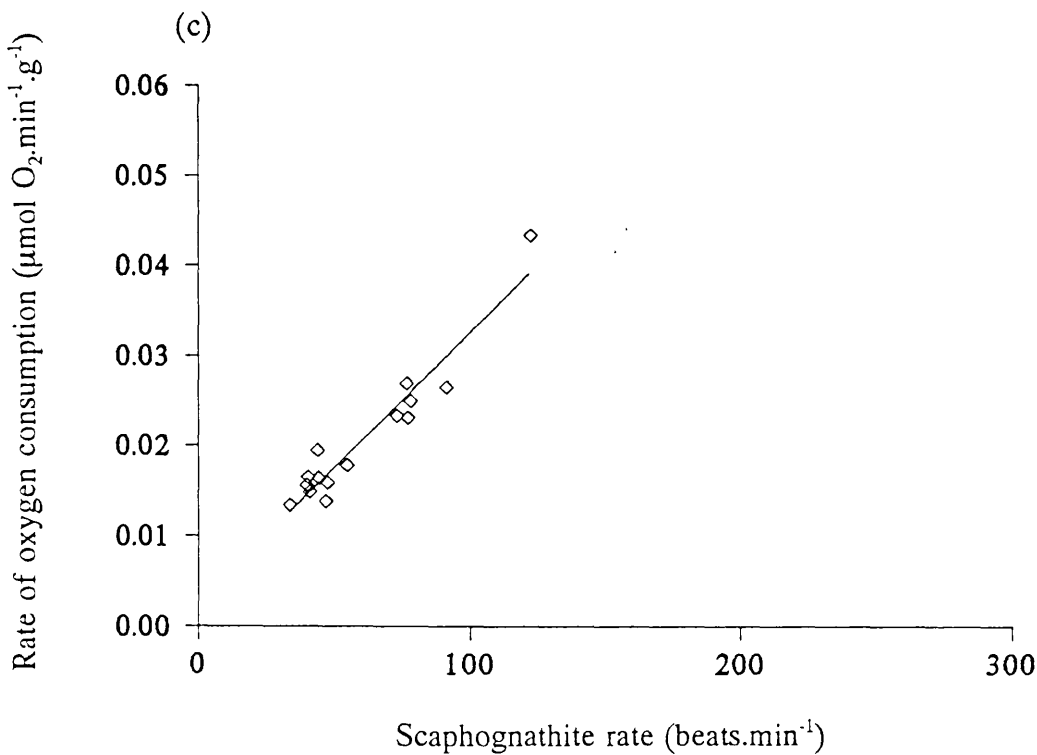 (c)
Rate of oxygen consumption (µmol O₂.min⁻¹.g⁻¹)
0.06
0.05
0.04
0.03
0.02
0.01
0.00
0 100 200 300
Scaphognathite rate (beats.min⁻¹)